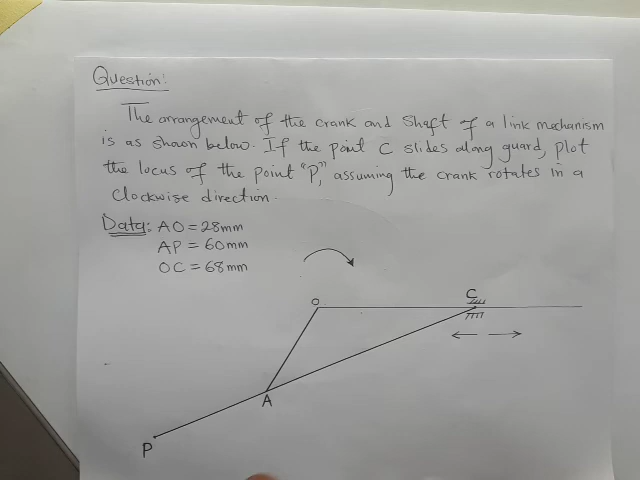 Question:
The arrangement of the crank and shaft of a link mechanism
is as shown below. If the point C slides along guard, plot
the locus of the point "P", assuming the crank rotates in a
clockwise direction.
Data: AO = 28mm
AP = 60mm
OC = 68mm
O
C
A
P